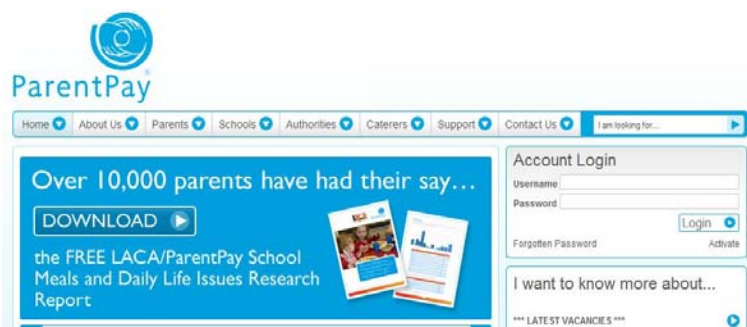 ParentPay
Home About Us Parents Schools Authorities Caterers Support Contact Us I am looking for...
Over 10,000 parents have had their say...
DOWNLOAD
the FREE LACA/ParentPay School
Meals and Daily Life Issues Research
Report
Account Login
Username
Password
Login
Forgotten Password Activate
I want to know more about...
*** LATEST VACANCIES ***